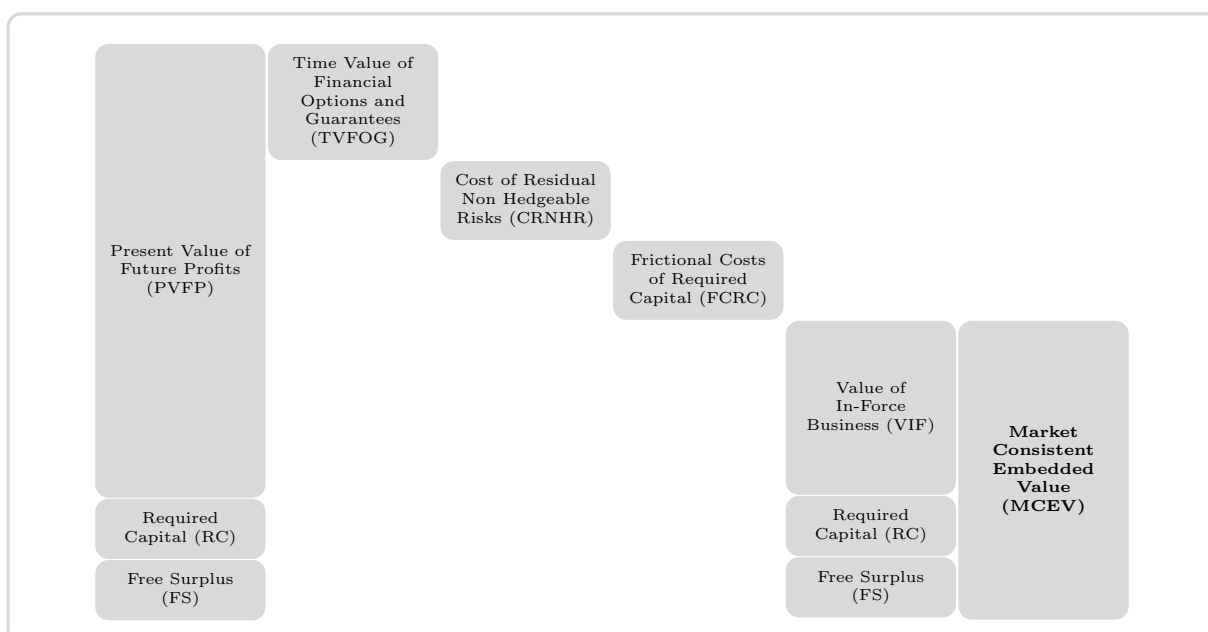 Time Value of
Financial
Options and
Guarantees
(TVFOG)
Cost of Residual
Non Hedgeable
Risks (CRNHR)
Present Value of
Future Profits
(PVFP)
Frictional Costs
of Required
Capital (FCRC)
Value of
In-Force
Business (VIF)
Market
Consistent
Embedded
Value
(MCEV)
Required
Capital (RC)
Required
Capital (RC)
Free Surplus
(FS)
Free Surplus
(FS)